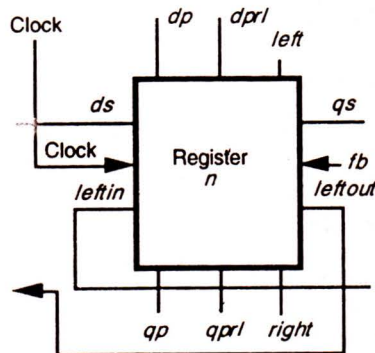 Clock
dp
dprl
left
ds
qs
Clock
Register
n
fb
leftin
leftout
qp
qprl
right